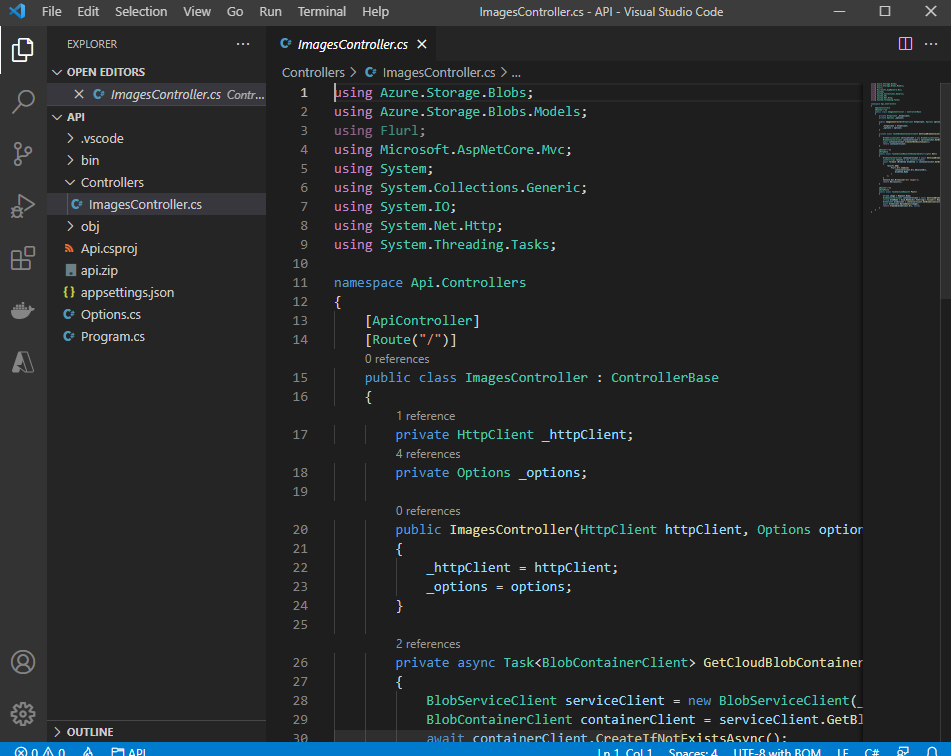 File Edit Selection View Go Run Terminal Help ImagesController.cs - API - Visual Studio Code
EXPLORER
OPEN EDITORS
ImagesController.cs Contr...
API
.vscode
bin
Controllers
ImagesController.cs
obj
Api.csproj
api.zip
appsettings.json
Options.cs
Program.cs
OUTLINE
ImagesController.cs
Controllers > ImagesController.cs > ...
1 using Azure.Storage.Blobs;
2 using Azure.Storage.Blobs.Models;
3 using Flurl;
4 using Microsoft.AspNetCore.Mvc;
5 using System;
6 using System.Collections.Generic;
7 using System.IO;
8 using System.Net.Http;
9 using System.Threading.Tasks;
10
11 namespace Api.Controllers
12 {
13 [ApiController]
14 [Route("/")]
0 references
15 public class ImagesController : ControllerBase
16 {
1 reference
17 private HttpClient _httpClient;
4 references
18 private Options _options;
19
0 references
20 public ImagesController(HttpClient httpClient, Options option
21 {
22 _httpClient = httpClient;
23 _options = options;
24 }
25
2 references
26 private async Task<BlobContainerClient> GetCloudBlobContainer
27 {
28 BlobServiceClient serviceClient = new BlobServiceClient(_
29 BlobContainerClient containerClient = serviceClient.GetBl
30 await containerClient.CreateIfNotExistsAsync();
0 0 API Ln 1, Col 1 Spaces: 4 UTF-8 with BOM LF C#